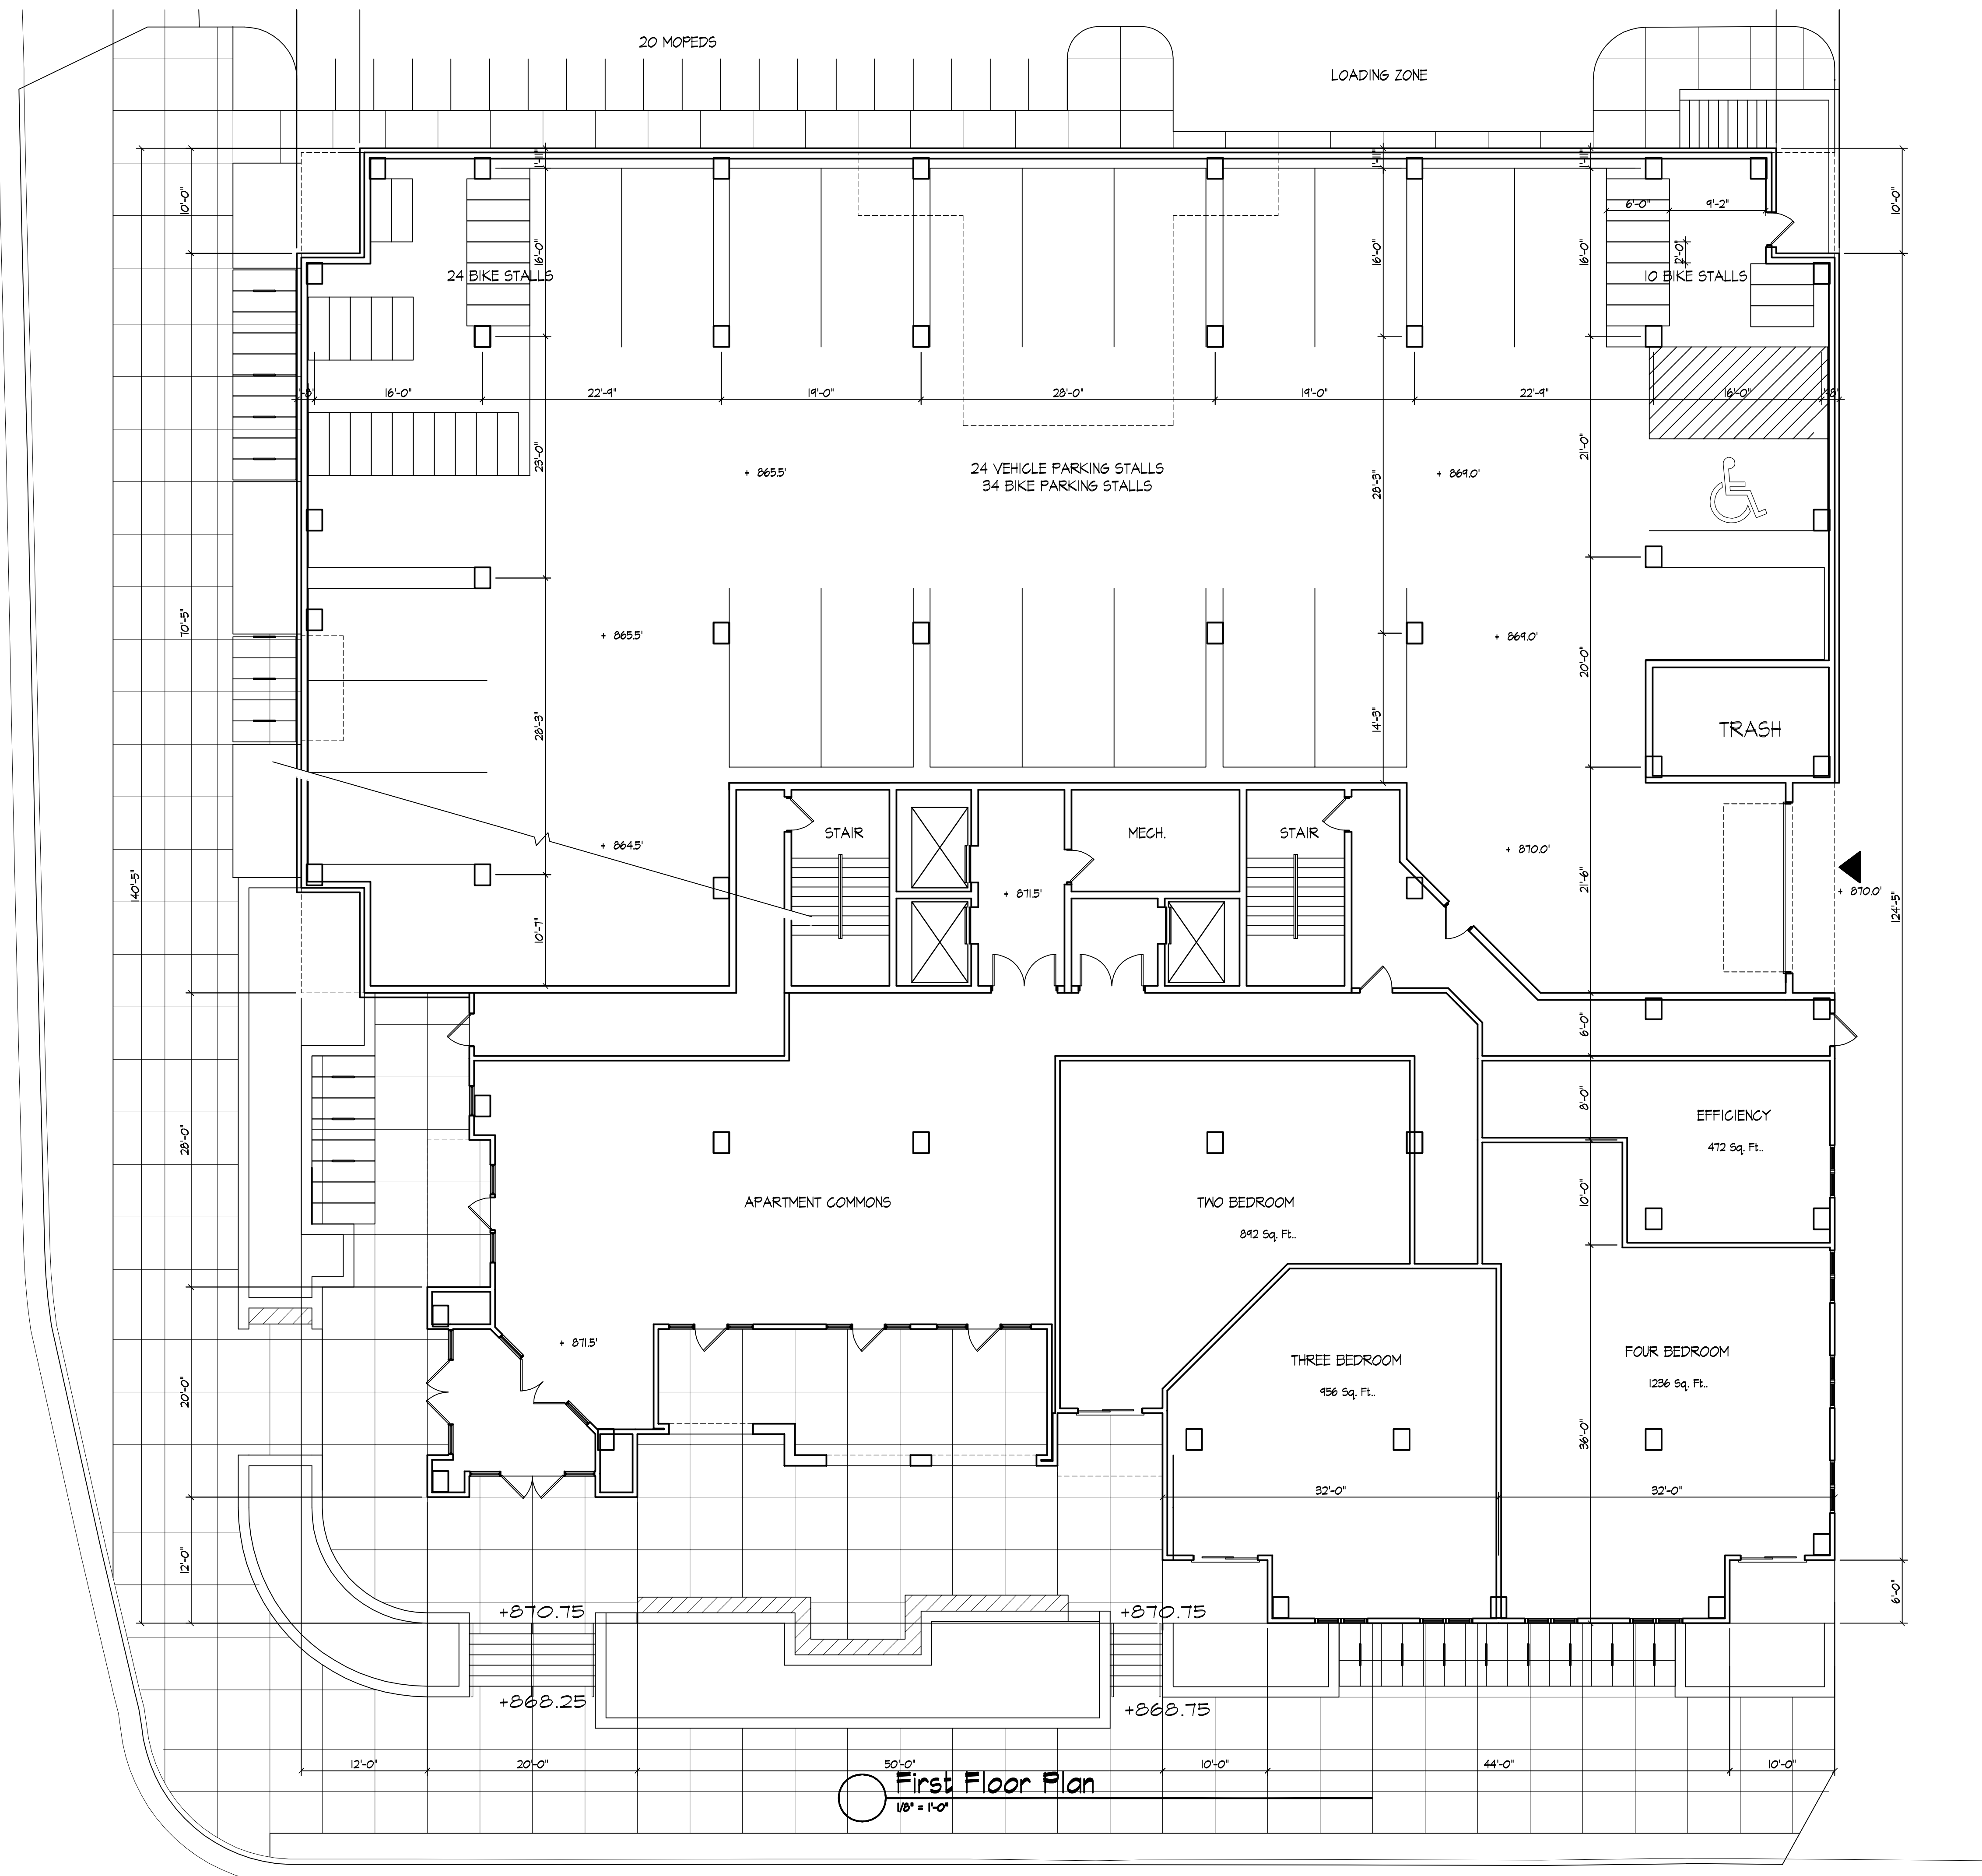 20 MOPEDS
LOADING ZONE
1'-11"
1'-11"
1'-11"
10'-0"
16'-0"
16'-0"
16'-0"
6'-0"
9'-2"
10'-0"
2'-0"
24 BIKE STALLS
10 BIKE STALLS
16'-0"
22'-9"
19'-0"
28'-0"
19'-0"
22'-9"
16'-0"
23'-0"
28'-3"
21'-0"
+ 865.5'
24 VEHICLE PARKING STALLS
34 BIKE PARKING STALLS
+ 869.0'
70'-5"
+ 865.5'
+ 869.0'
20'-0"
28'-3"
14'-3"
TRASH
+ 864.5'
STAIR
MECH.
STAIR
+ 870.0'
140'-5"
10'-7"
+ 871.5'
21'-6"
+ 870.0'
124'-5"
6'-0"
28'-0"
8'-0"
EFFICIENCY
472 Sq. Ft..
10'-0"
APARTMENT COMMONS
TWO BEDROOM
892 Sq. Ft..
+ 871.5'
THREE BEDROOM
956 Sq. Ft..
FOUR BEDROOM
1236 Sq. Ft..
20'-0"
36'-0"
32'-0"
32'-0"
12'-0"
6'-0"
+870.75
+870.75
+868.25
+868.75
12'-0"
20'-0"
50'-0"
10'-0"
44'-0"
10'-0"
First Floor Plan
1/8" = 1'-0"